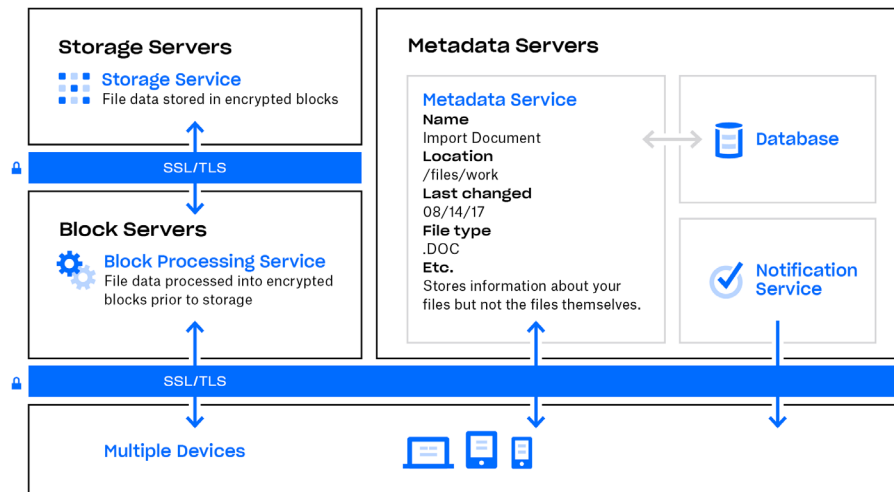 Storage Servers
Storage Service
File data stored in encrypted blocks
SSL/TLS
Block Servers
Block Processing Service
File data processed into encrypted
blocks prior to storage
Metadata Servers
Metadata Service
Name
Import Document
Location
/files/work
Last changed
08/14/17
File type
.DOC
Etc.
Stores information about your
files but not the files themselves.
Database
Notification
Service
SSL/TLS
Multiple Devices